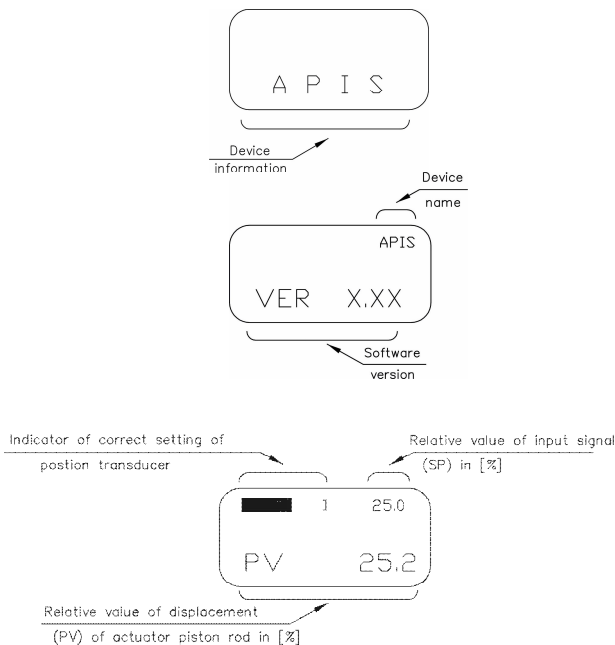 A P I S
Device
information
Device
name
APIS
VER X.XX
Software
version
Indicator of correct setting of
postion transducer
Relative value of input signal
(SP) in [%]
] 25.0
PV 25.2
Relative value of displacement
(PV) of actuator piston rod in [%]